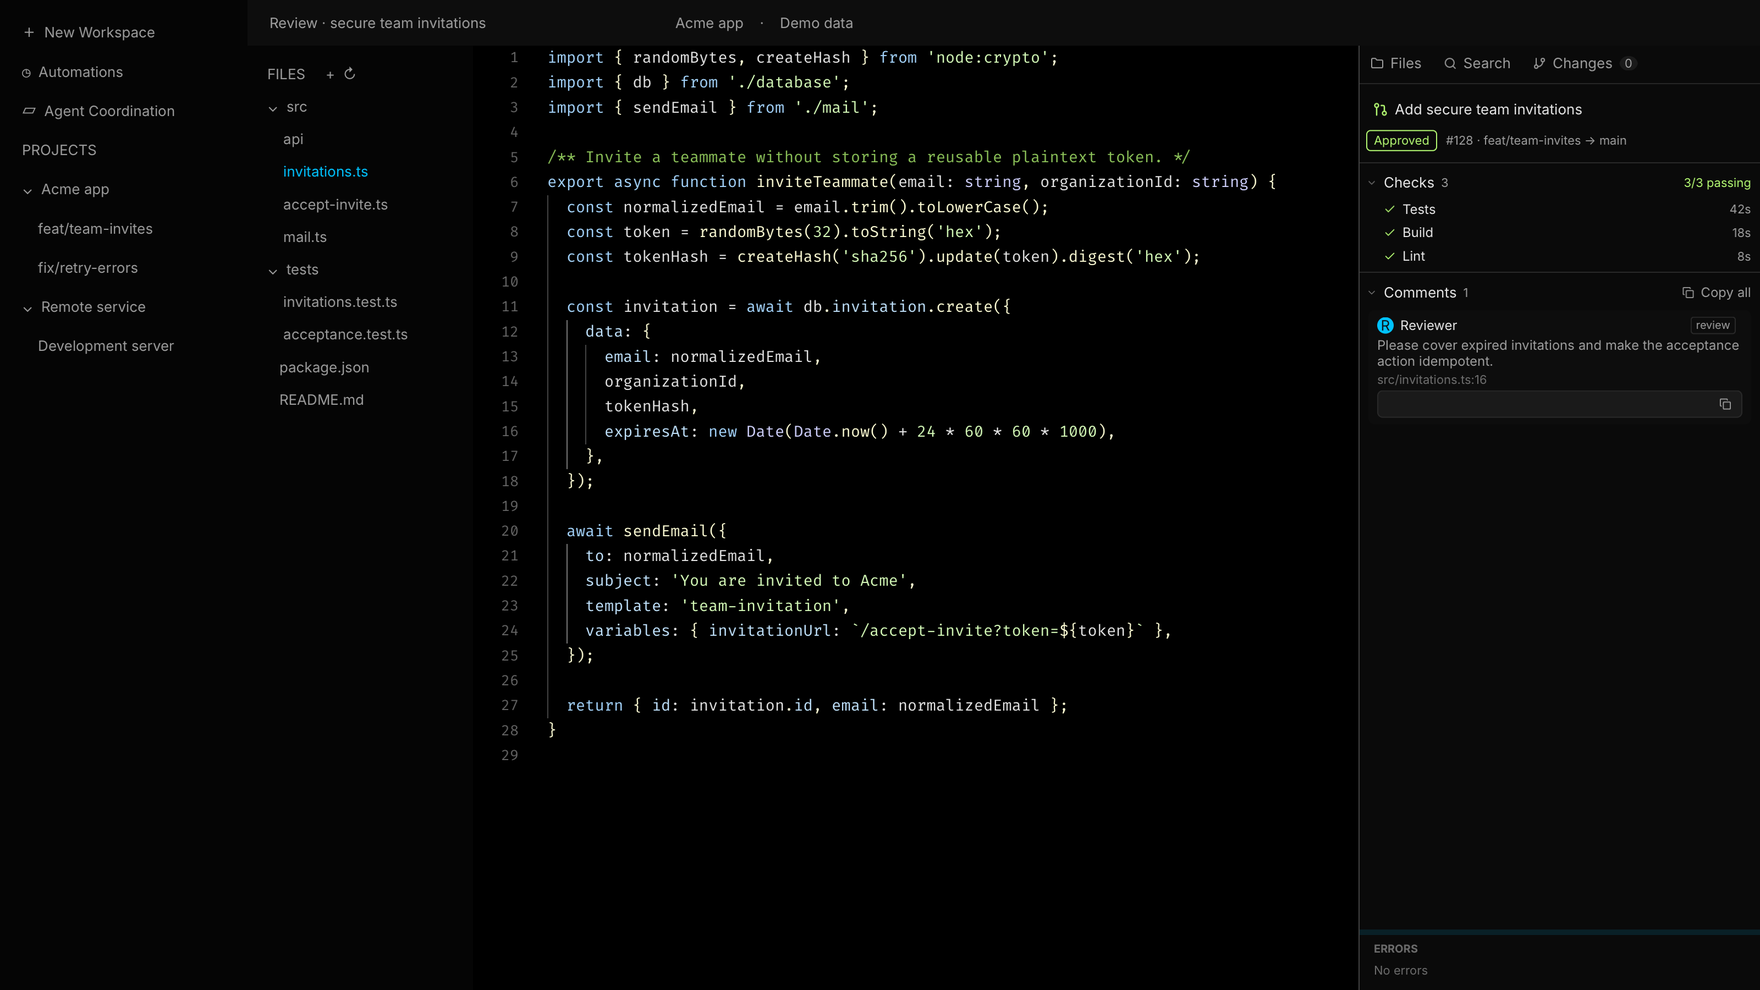 + New Workspace
Automations
Agent Coordination
PROJECTS
Acme app
feat/team-invites
fix/retry-errors
Remote service
Development server
Review · secure team invitations
Acme app · Demo data
FILES +
src
api
invitations.ts
accept-invite.ts
mail.ts
tests
invitations.test.ts
acceptance.test.ts
package.json
README.md
1 import { randomBytes, createHash } from 'node:crypto';
2 import { db } from './database';
3 import { sendEmail } from './mail';
4
5 /** Invite a teammate without storing a reusable plaintext token. */
6 export async function inviteTeammate(email: string, organizationId: string) {
7 const normalizedEmail = email.trim().toLowerCase();
8 const token = randomBytes(32).toString('hex');
9 const tokenHash = createHash('sha256').update(token).digest('hex');
10
11 const invitation = await db.invitation.create({
12 data: {
13 email: normalizedEmail,
14 organizationId,
15 tokenHash,
16 expiresAt: new Date(Date.now() + 24 * 60 * 60 * 1000),
17 },
18 });
19
20 await sendEmail({
21 to: normalizedEmail,
22 subject: 'You are invited to Acme',
23 template: 'team-invitation',
24 variables: { invitationUrl: `/accept-invite?token=${token}` },
25 });
26
27 return { id: invitation.id, email: normalizedEmail };
28 }
29
Files Search Changes 0
Add secure team invitations
Approved #128 · feat/team-invites → main
Checks 3 3/3 passing
Tests 42s
Build 18s
Lint 8s
Comments 1 Copy all
R Reviewer review
Please cover expired invitations and make the acceptance
action idempotent.
src/invitations.ts:16
ERRORS
No errors